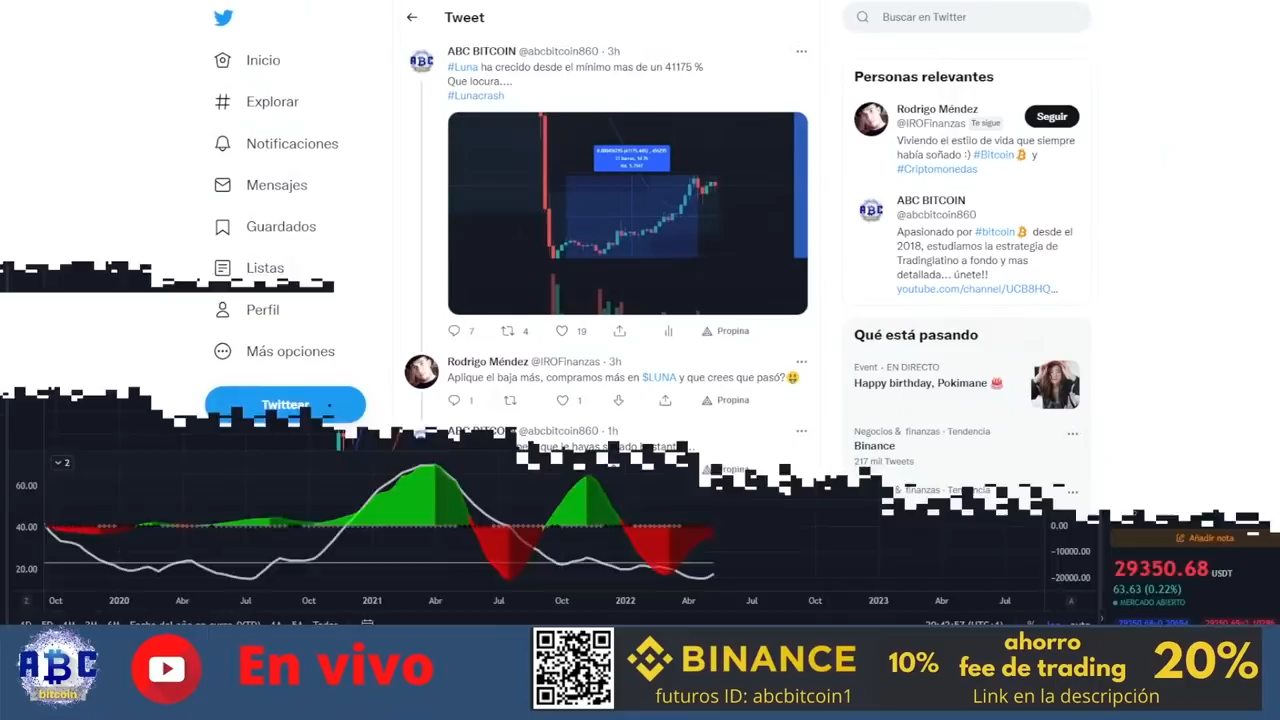 Tweet
Buscar en Twitter
Inicio
Explorar
Notificaciones
Mensajes
Guardados
Listas
Perfil
Más opciones
Twittear
ABC BITCOIN @abcbitcoin860 · 3h
#Luna ha crecido desde el mínimo mas de un 41175 %
Que locura....
#Lunacrash
7 4 19 Propina
Rodrigo Méndez @IROFinanzas · 3h
Aplique el baja más, compramos más en $LUNA y que crees que pasó?
1 1 Propina
ABC BITCOIN @abcbitcoin860 · 1h
Propina
Personas relevantes
Rodrigo Méndez
@IROFinanzas Te sigue
Seguir
Viviendo el estilo de vida que siempre
había soñado :) #Bitcoin y
#Criptomonedas
ABC BITCOIN
@abcbitcoin860
Apasionado por #bitcoin desde el
2018, estudiamos la estrategia de
Tradinglatino a fondo y mas
detallada... únete!!
youtube.com/channel/UCB8HQ...
Qué está pasando
Event · EN DIRECTO
Happy birthday, Pokimane
Negocios & finanzas · Tendencia
Binance
217 mil Tweets
& finanzas · Tendencia
2
60.00
40.00
20.00
0.00
-10000.00
-20000.00
Oct 2020 Abr Jul Oct 2021 Abr Jul Oct 2022 Abr Jul Oct 2023 Abr Jul
Añadir nota
29350.68 USDT
63.63 (0.22%)
MERCADO ABIERTO
ABC
bitcoin
En vivo
BINANCE
futuros ID: abcbitcoin1
10%
ahorro
fee de trading
20%
Link en la descripción